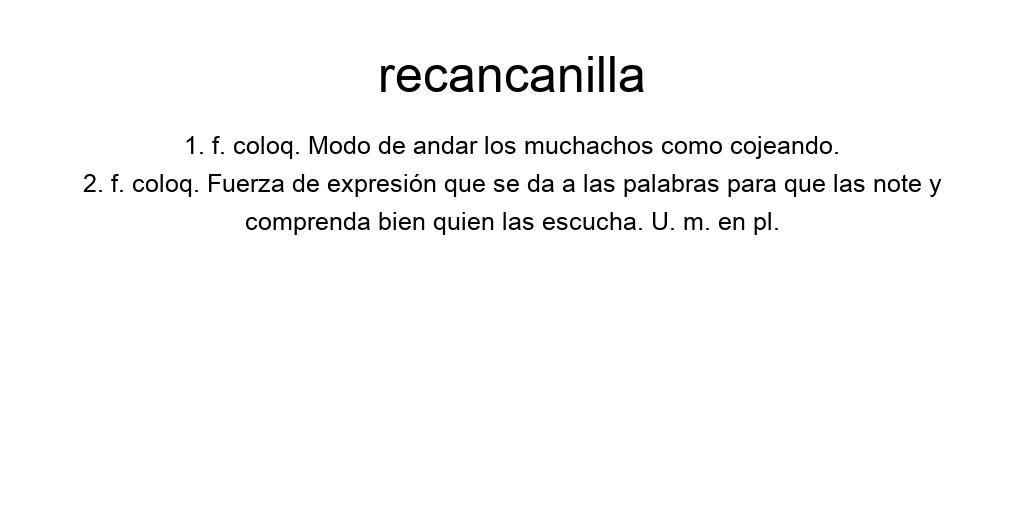 recancanilla
1. f. coloq. Modo de andar los muchachos como cojeando.
2. f. coloq. Fuerza de expresión que se da a las palabras para que las note y
comprenda bien quien las escucha. U. m. en pl.